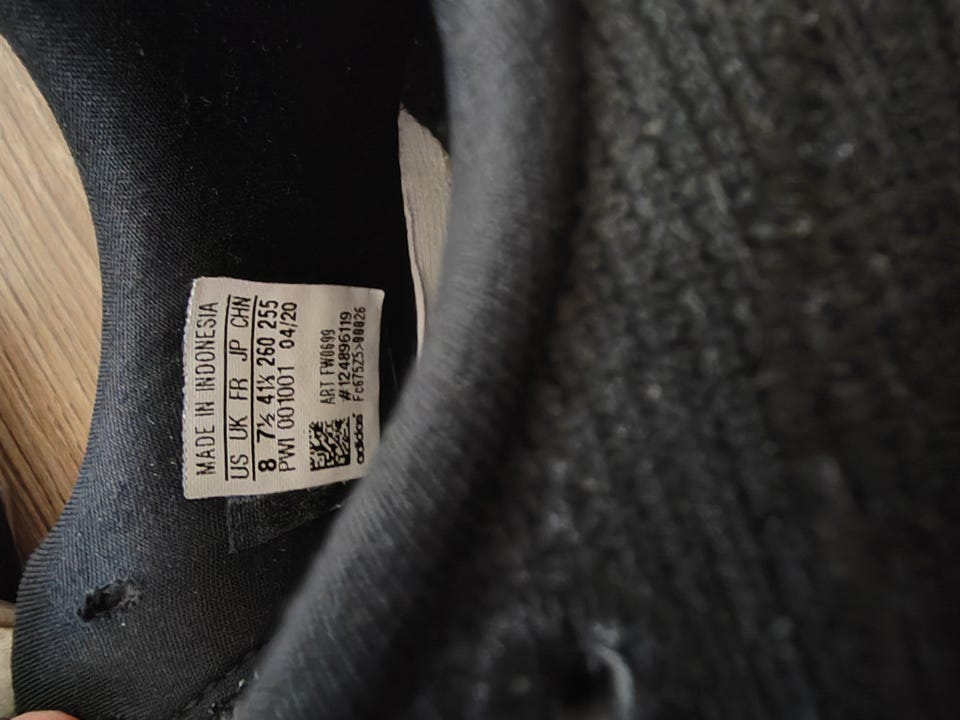 MADE IN INDONESIA
US UK FR JP CHN
8 7½ 41⅓ 260 255
PWI 001001 04/20
ART FW0699
#124896119
Fc675Z5>00026
adidas